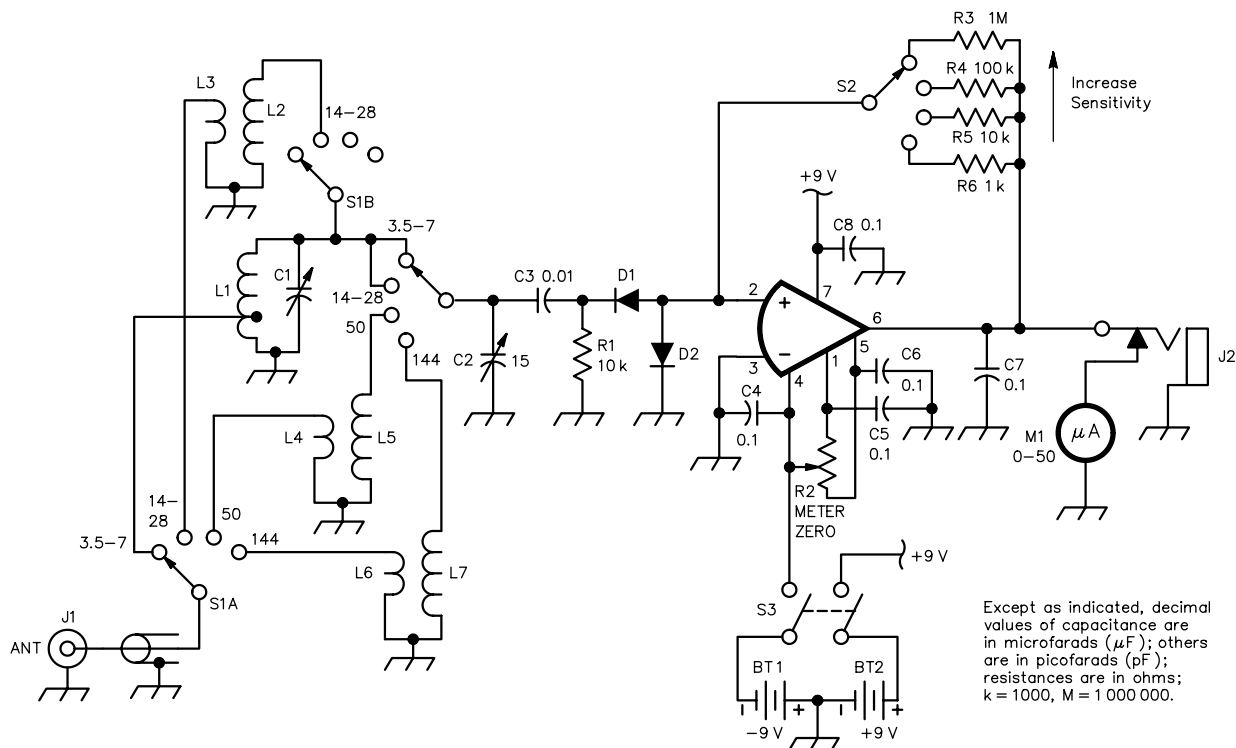 R3 1M
R4 100k
R5 10k
R6 1k
S2
Increase
Sensitivity
L3
L2
14-28
S1B
3.5-7
+9 V
C8 0.1
L1
C1
14-28
50
144
C3 0.01
D1
2
+
7
6
5
−
3
4
1
R1
10k
D2
C2
15
C4
0.1
C6
0.1
C5
0.1
C7
0.1
J2
M1
0-50
μA
R2
METER
ZERO
L4
L5
14-
28
50
3.5-7
144
S1A
L6
L7
J1
ANT
+9 V
S3
BT1
BT2
− +
− +
−9 V
+9 V
Except as indicated, decimal
values of capacitance are
in microfarads (μF); others
are in picofarads (pF);
resistances are in ohms;
k = 1000, M = 1 000 000.